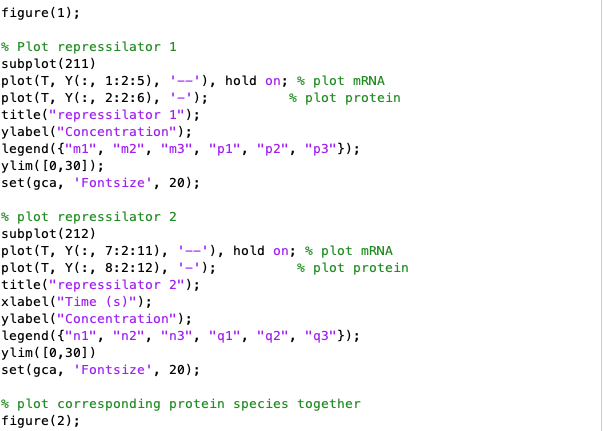 figure(1);
% Plot repressilator 1
subplot(211)
plot(T, Y(:, 1:2:5), '--'), hold on; % plot mRNA
plot(T, Y(:, 2:2:6), '-');          % plot protein
title("repressilator 1");
ylabel("Concentration");
legend({"m1", "m2", "m3", "p1", "p2", "p3"});
ylim([0,30]);
set(gca, 'Fontsize', 20);
% plot repressilator 2
subplot(212)
plot(T, Y(:, 7:2:11), '--'), hold on; % plot mRNA
plot(T, Y(:, 8:2:12), '-');          % plot protein
title("repressilator 2");
xlabel("Time (s)");
ylabel("Concentration");
legend({"n1", "n2", "n3", "q1", "q2", "q3"});
ylim([0,30])
set(gca, 'Fontsize', 20);
% plot corresponding protein species together
figure(2);